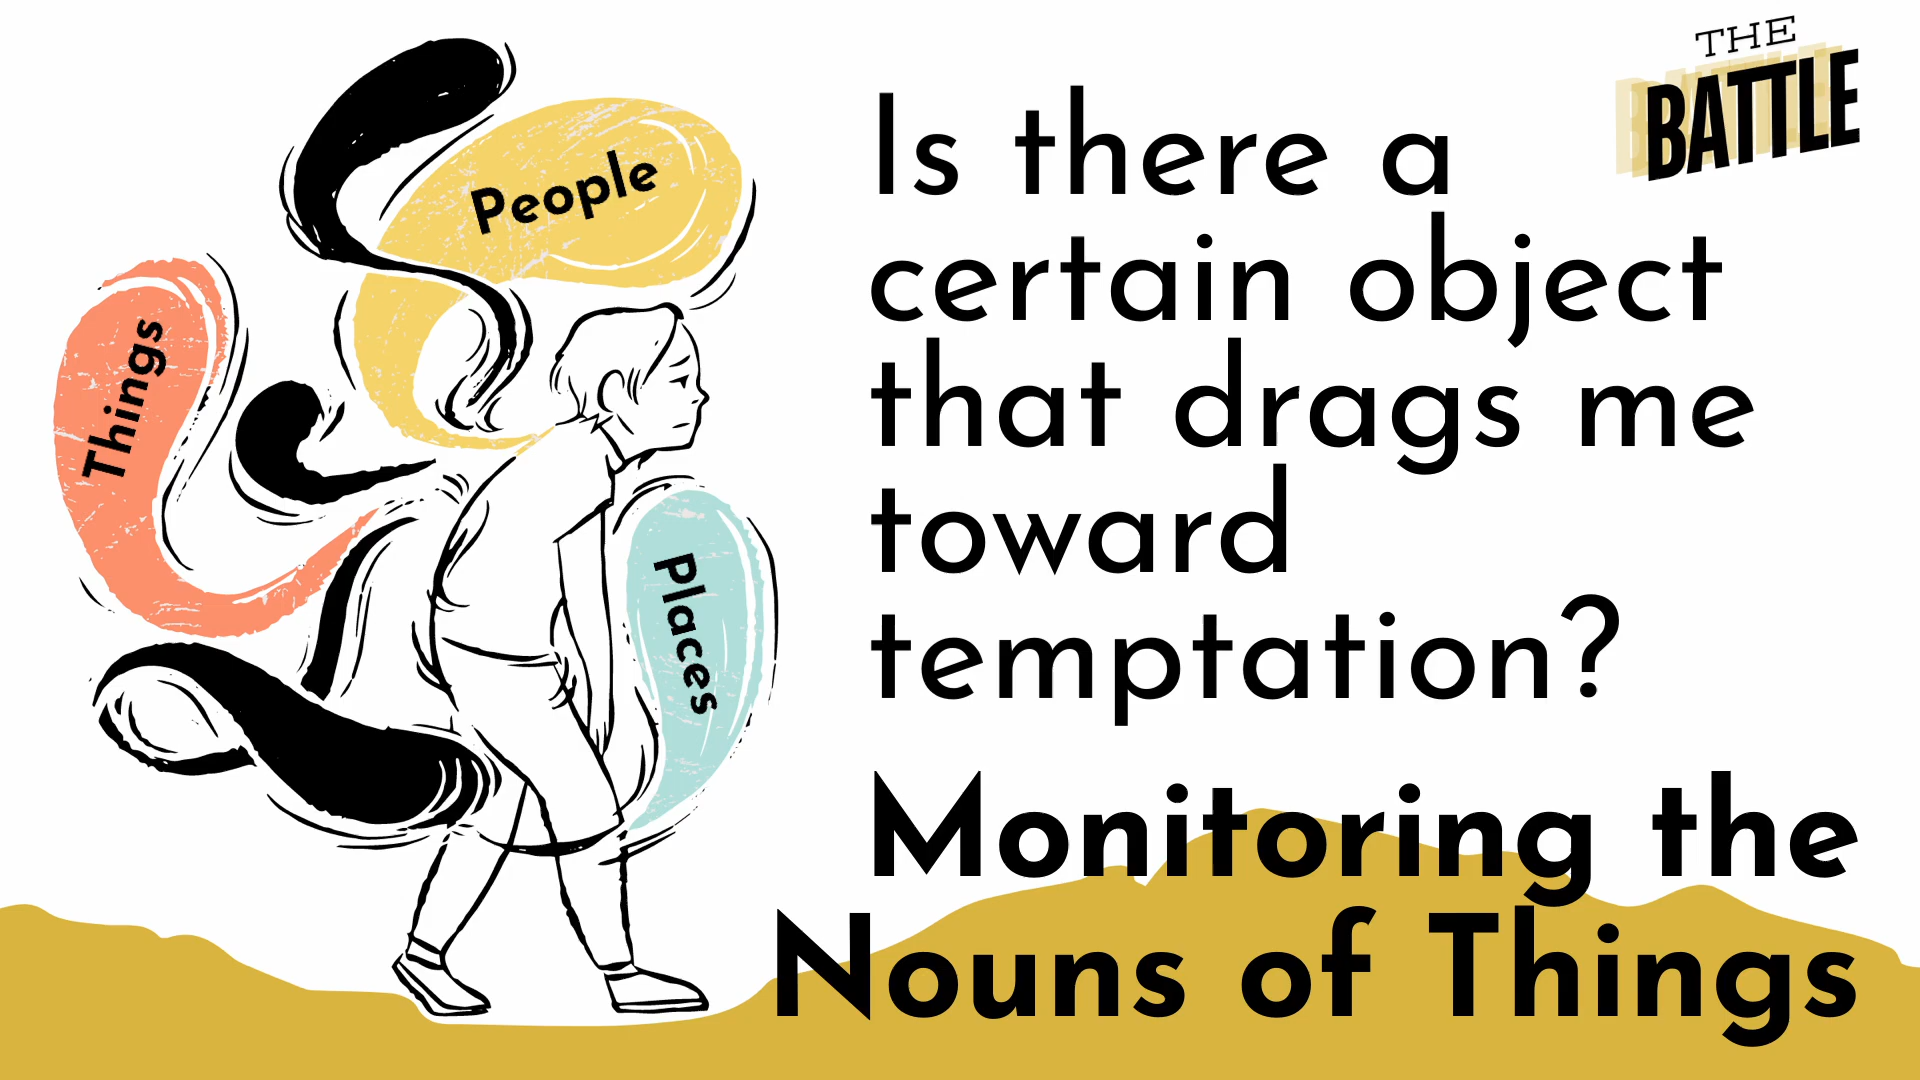 THE
BATTLE
People
Things
Places
Is there a
certain object
that drags me
toward
temptation?
Monitoring the
Nouns of Things